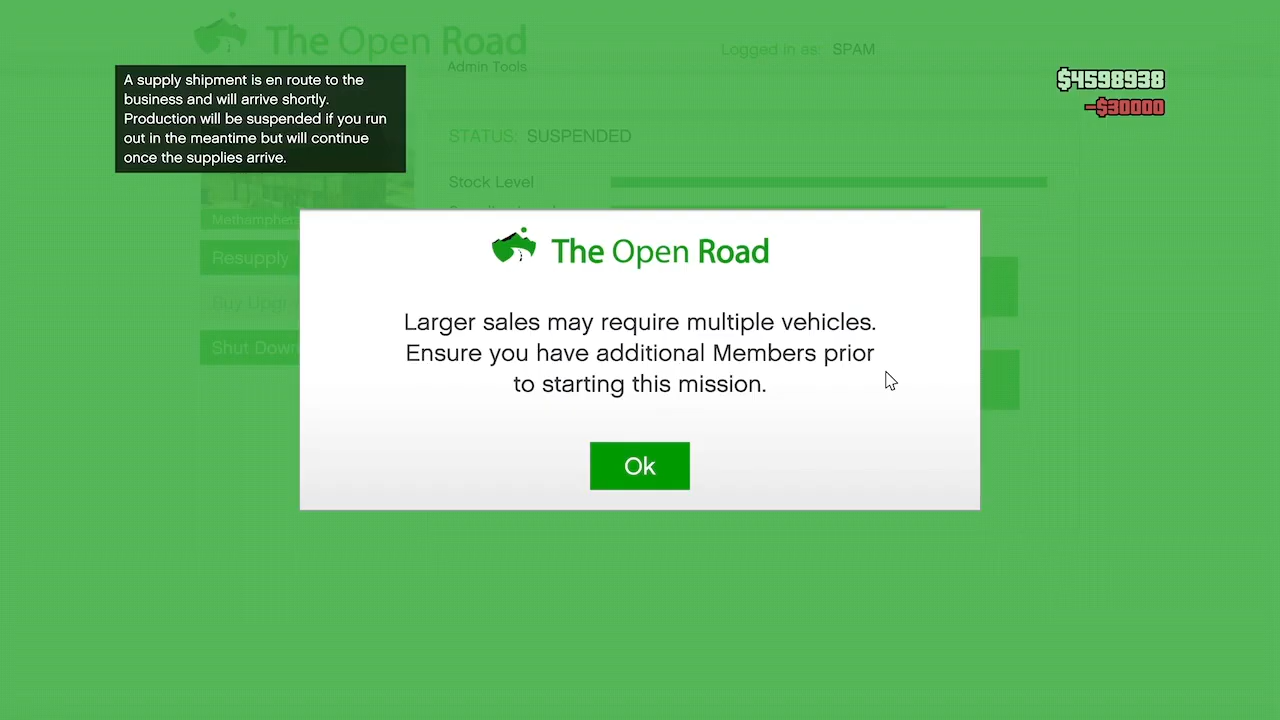 The Open Road
Admin Tools
Logged in as: SPAM
$4598938
-$30000
A supply shipment is en route to the
business and will arrive shortly.
Production will be suspended if you run
out in the meantime but will continue
once the supplies arrive.
STATUS: SUSPENDED
Stock Level
Resupply
Buy Upgr
Shut Down
The Open Road
Larger sales may require multiple vehicles.
Ensure you have additional Members prior
to starting this mission.
Ok